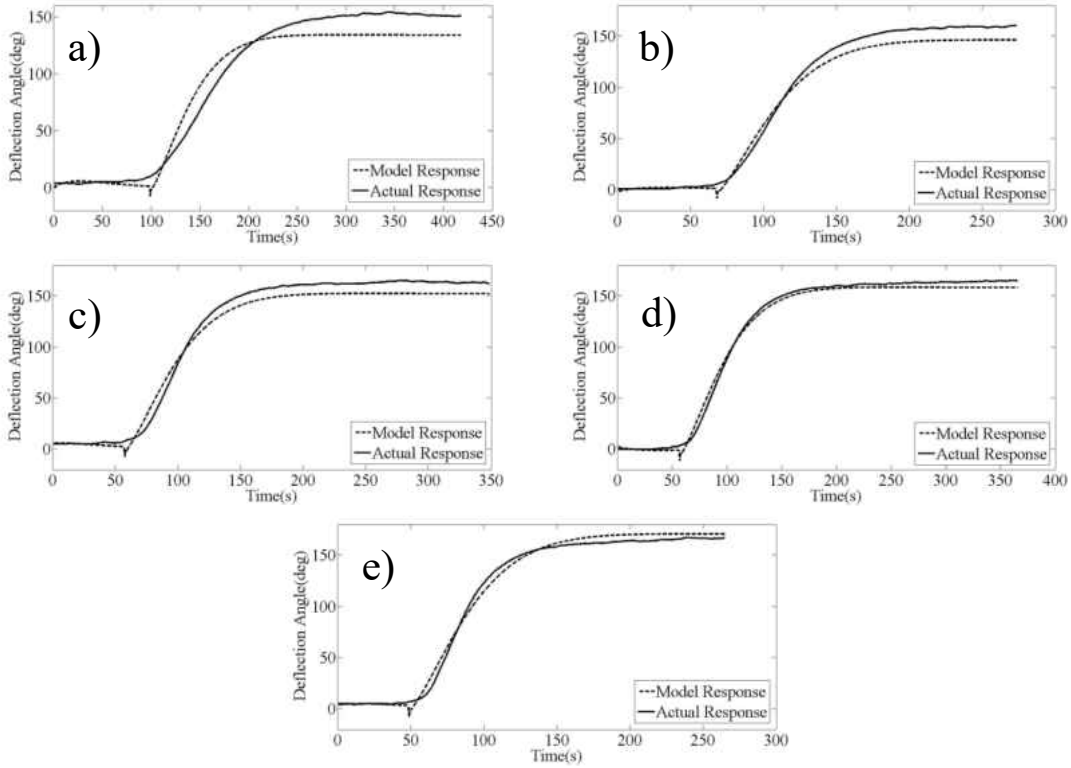 a)
Deflection Angle(deg)
150
100
50
0
0 50 100 150 200 250 300 350 400 450
Time(s)
Model Response
Actual Response
b)
Deflection Angle(deg)
150
100
50
0
0 50 100 150 200 250 300
Time(s)
Model Response
Actual Response
c)
Deflection Angle(deg)
150
100
50
0
0 50 100 150 200 250 300 350
Time(s)
Model Response
Actual Response
d)
Deflection Angle(deg)
150
100
50
0
0 50 100 150 200 250 300 350 400
Time(s)
Model Response
Actual Response
e)
Deflection Angle(deg)
150
100
50
0
0 50 100 150 200 250 300
Time(s)
Model Response
Actual Response